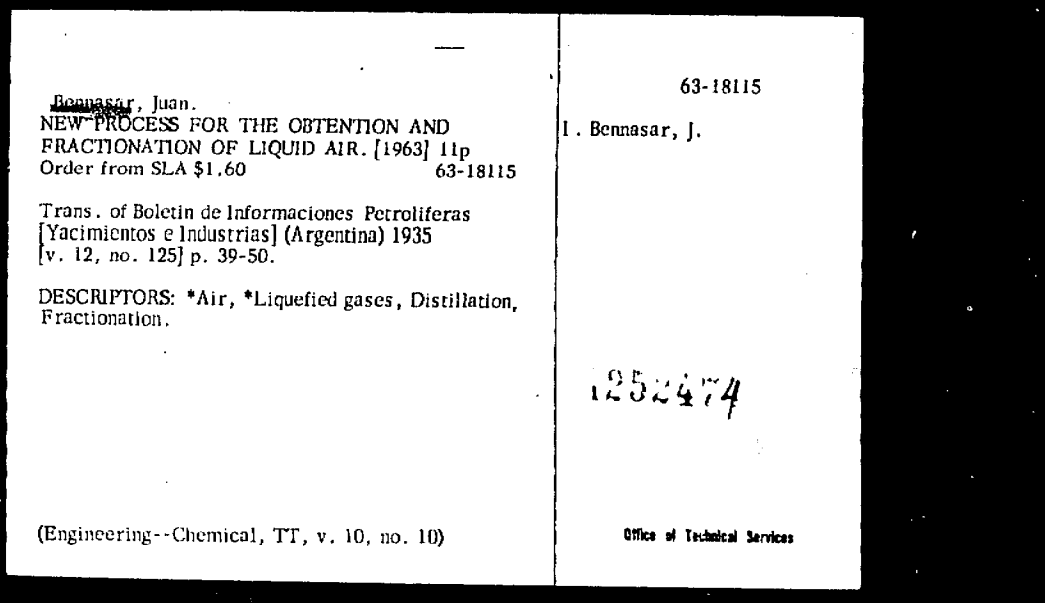 Bennasar, Juan.
NEW PROCESS FOR THE OBTENTION AND
FRACTIONATION OF LIQUID AIR. [1963] 11p
Order from SLA $1.60 63-18115
Trans. of Boletin de Informaciones Petroliferas
[Yacimientos e Industrias] (Argentina) 1935
[v. 12, no. 125] p. 39-50.
DESCRIPTORS: *Air, *Liquefied gases, Distillation,
Fractionation.
(Engineering--Chemical, TT, v. 10, no. 10)
63-18115
I. Bennasar, J.
1252474
Office of Technical Services